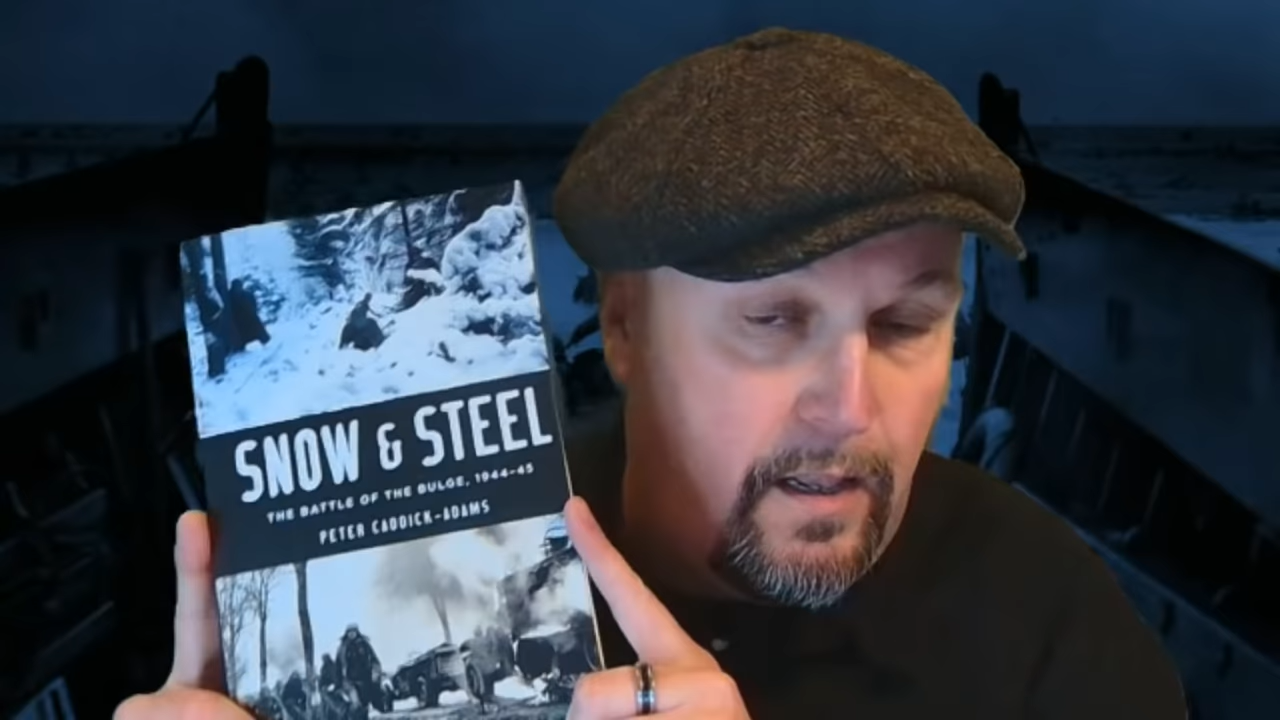 SNOW & STEEL
THE BATTLE OF THE BULGE, 1944-45
PETER CADDICK-ADAMS